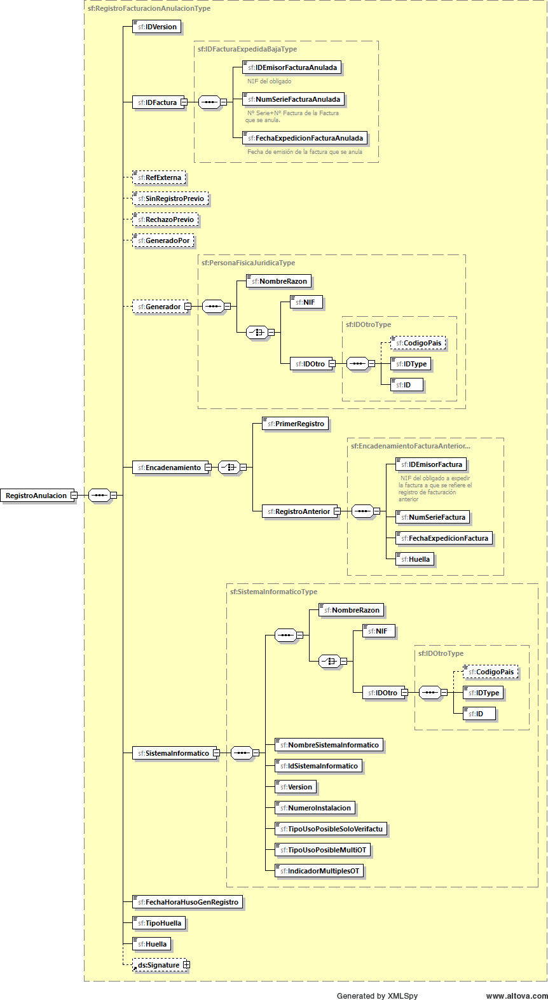 sf:RegistroFacturacionAnulacionType
sf:IDVersion
sf:IDFacturaExpedidaBajaType
sf:IDEmisorFacturaAnulada
NIF del obligado
sf:IDFactura
sf:NumSerieFacturaAnulada
Nº Serie+Nº Factura de la Factura
que se anula.
sf:FechaExpedicionFacturaAnulada
Fecha de emisión de la factura que se anula
sf:RefExterna
sf:SinRegistroPrevio
sf:RechazoPrevio
sf:GeneradoPor
sf:PersonaFisicaJuridicaType
sf:NombreRazon
sf:Generador
sf:NIF
sf:IDOtroType
sf:CodigoPais
sf:IDOtro
sf:IDType
sf:ID
sf:PrimerRegistro
sf:EncadenamientoFacturaAnterior...
sf:Encadenamiento
sf:IDEmisorFactura
NIF del obligado a expedir
la factura a que se refiere el
registro de facturación
anterior
RegistroAnulacion
sf:RegistroAnterior
sf:NumSerieFactura
sf:FechaExpedicionFactura
sf:Huella
sf:SistemaInformaticoType
sf:NombreRazon
sf:NIF
sf:IDOtroType
sf:CodigoPais
sf:IDOtro
sf:IDType
sf:ID
sf:SistemaInformatico
sf:NombreSistemaInformatico
sf:IdSistemaInformatico
sf:Version
sf:NumeroInstalacion
sf:TipoUsoPosibleSoloVerifactu
sf:TipoUsoPosibleMultiOT
sf:IndicadorMultiplesOT
sf:FechaHoraHusoGenRegistro
sf:TipoHuella
sf:Huella
ds:Signature
Generated by XMLSpy
www.altova.com